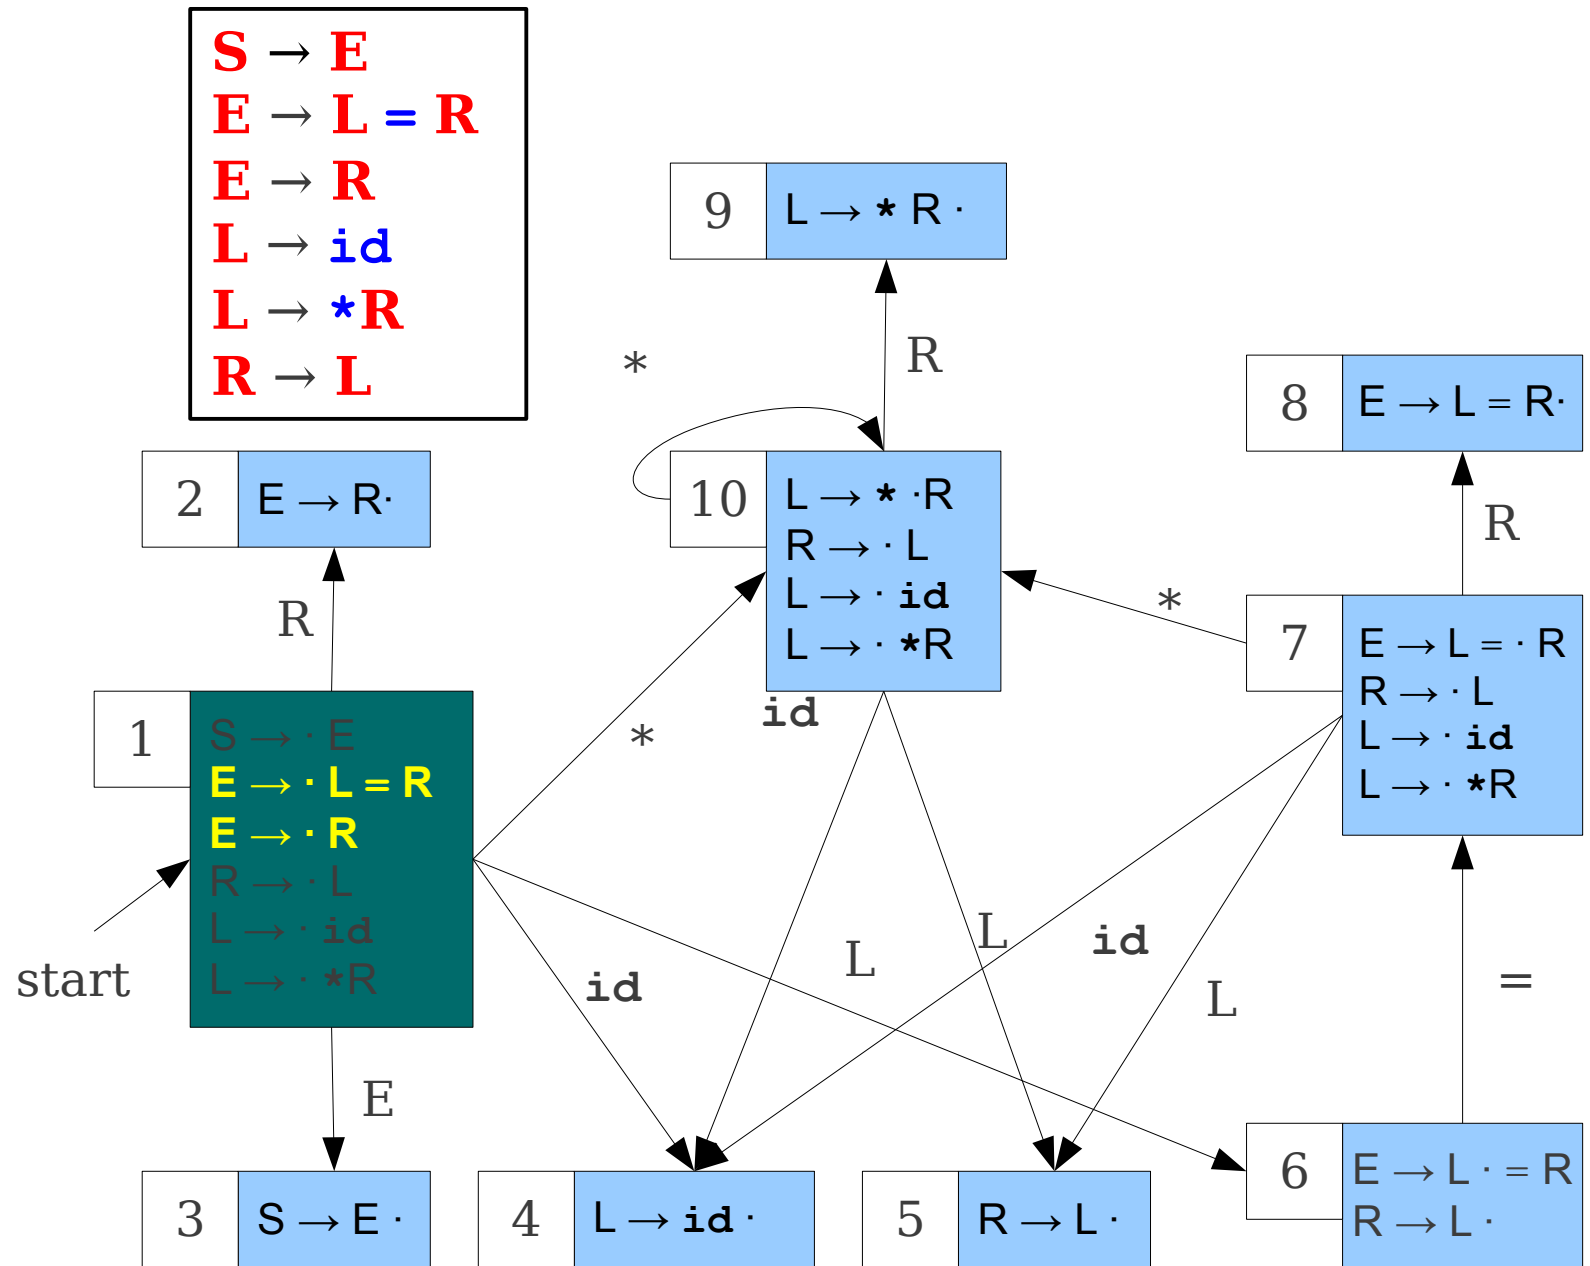 S → E
E → L = R
E → R
L → id
L → *R
R → L
9
L → * R ·
*
R
8
E → L = R·
2
E → R·
10
L → * ·R
R → · L
L → · id
L → · *R
R
R
*
7
E → L = · R
R → · L
L → · id
L → · *R
1
S → · E
E → · L = R
E → · R
R → · L
L → · id
L → · *R
*
id
start
id
L
L
id
L
=
E
3
S → E ·
4
L → id ·
5
R → L ·
6
E → L · = R
R → L ·